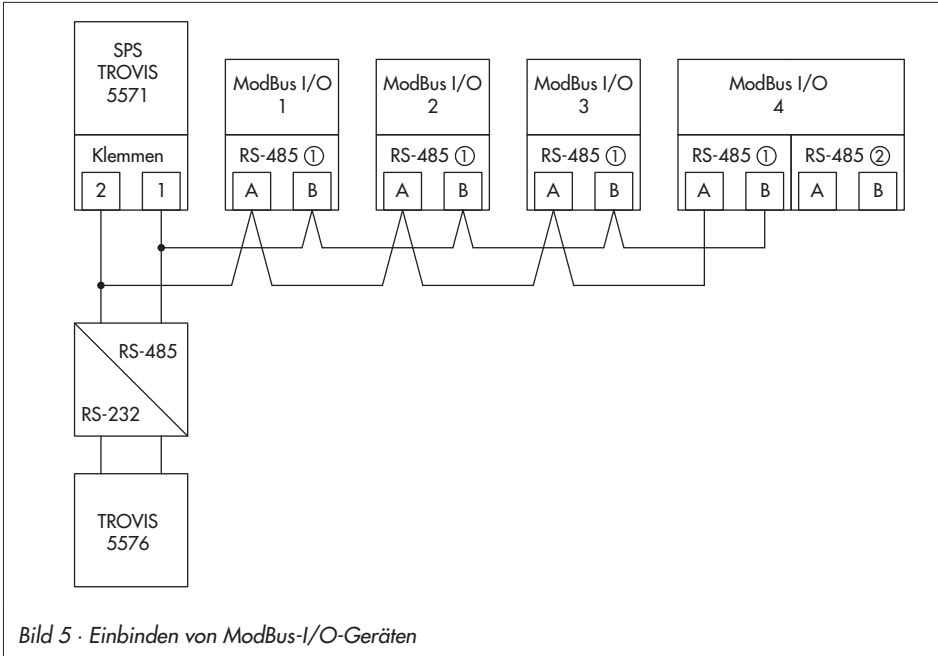 SPS
TROVIS
5571
Klemmen
2 1
ModBus I/O
1
RS-485 ①
A B
ModBus I/O
2
RS-485 ①
A B
ModBus I/O
3
RS-485 ①
A B
ModBus I/O
4
RS-485 ① RS-485 ②
A B A B
RS-485
RS-232
TROVIS
5576
Bild 5 · Einbinden von ModBus-I/O-Geräten